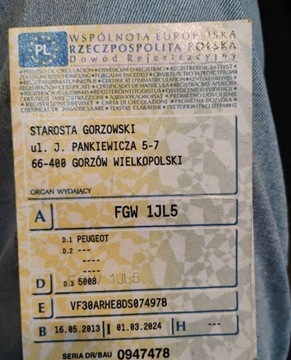 PL
WSPÓLNOTA EUROPEJSKA
RZECZPOSPOLITA POLSKA
Dowód Rejestracyjny
STAROSTA GORZOWSKI
ul. J. PANKIEWICZA 5-7
66-400 GORZÓW WIELKOPOLSKI
ORGAN WYDAJĄCY
A FGW 1JL5
D.1 PEUGEOT
D.2 ----
----
----
D D.3 5008
E VF30ARHE8DS074978
B 16.05.2013 I 01.03.2024 H ---
SERIA DR/BAU 0947478